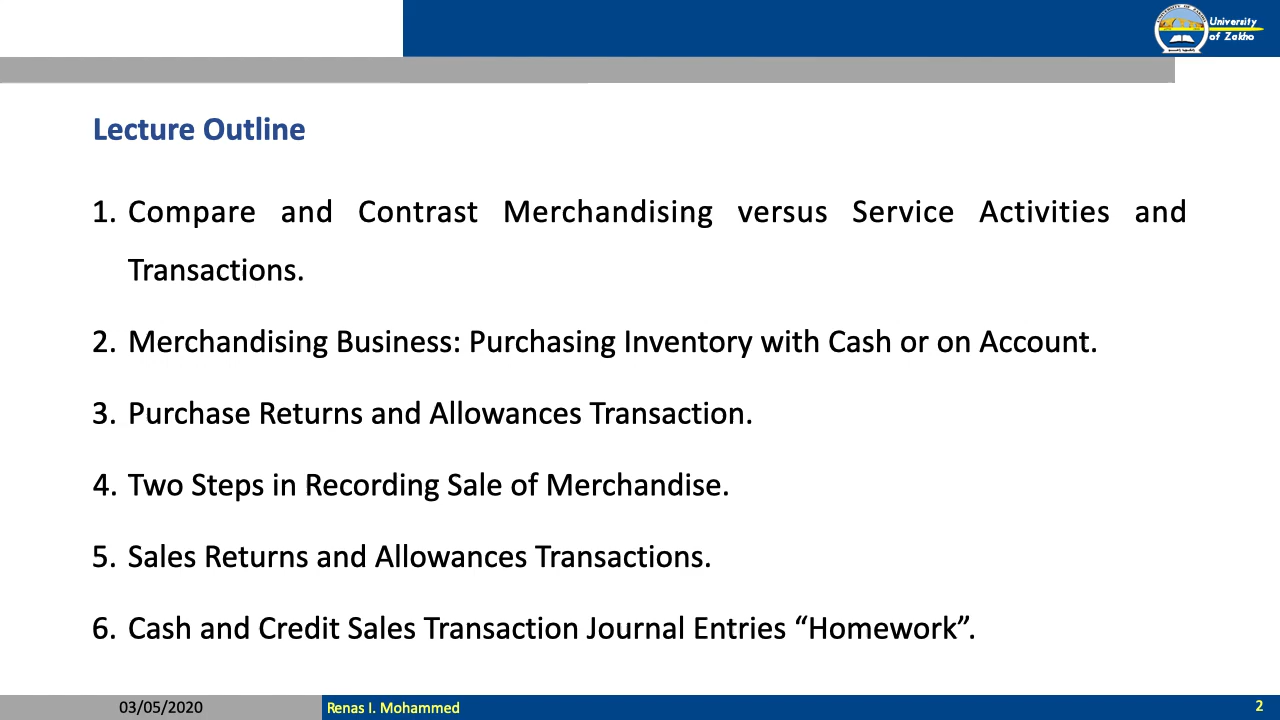 University
of Zakho
Lecture Outline
1. Compare and Contrast Merchandising versus Service Activities and
Transactions.
2. Merchandising Business: Purchasing Inventory with Cash or on Account.
3. Purchase Returns and Allowances Transaction.
4. Two Steps in Recording Sale of Merchandise.
5. Sales Returns and Allowances Transactions.
6. Cash and Credit Sales Transaction Journal Entries “Homework”.
03/05/2020
Renas I. Mohammed
2